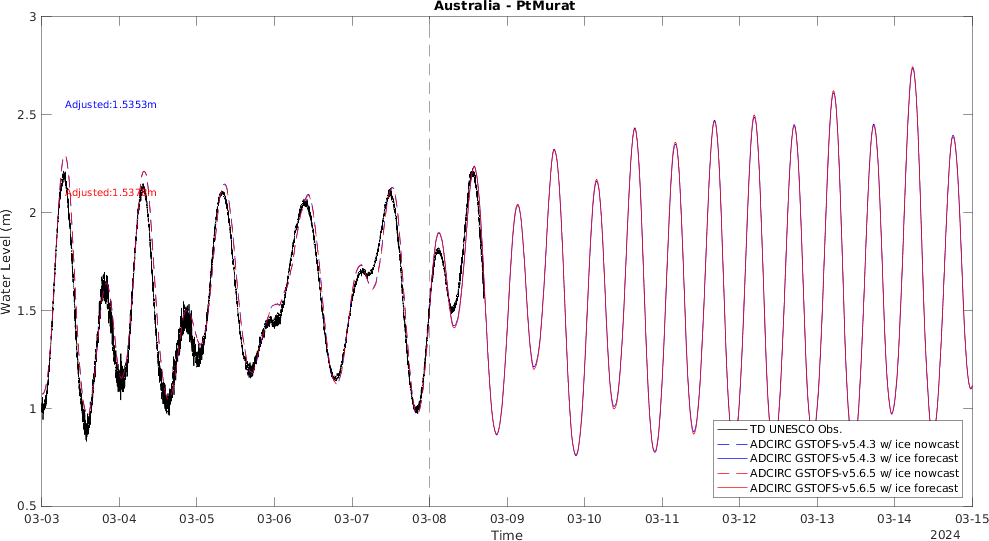 Australia - PtMurat
Water Level (m)
3
2.5
2
1.5
1
0.5
Adjusted:1.5353m
TD UNESCO Obs.
ADCIRC GSTOFS-v5.4.3 w/ ice nowcast
ADCIRC GSTOFS-v5.4.3 w/ ice forecast
ADCIRC GSTOFS-v5.6.5 w/ ice nowcast
ADCIRC GSTOFS-v5.6.5 w/ ice forecast
03-03 03-04 03-05 03-06 03-07 03-08 03-09 03-10 03-11 03-12 03-13 03-14 03-15
Time
2024